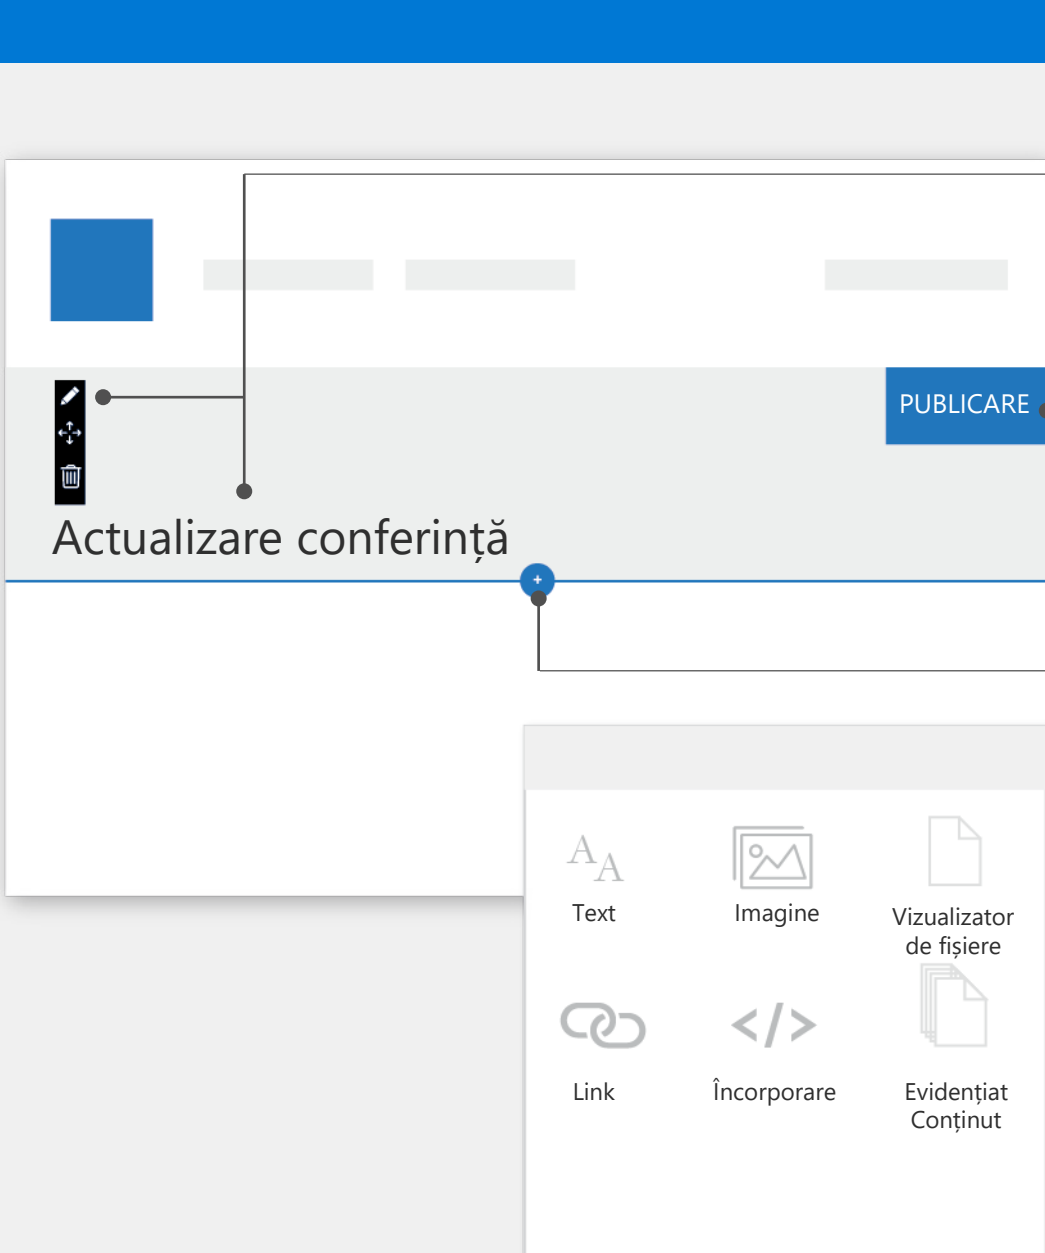 PUBLICARE
Actualizare conferință
Text
Imagine
Vizualizator
de fișiere
Link
Încorporare
Evidențiat
Conținut